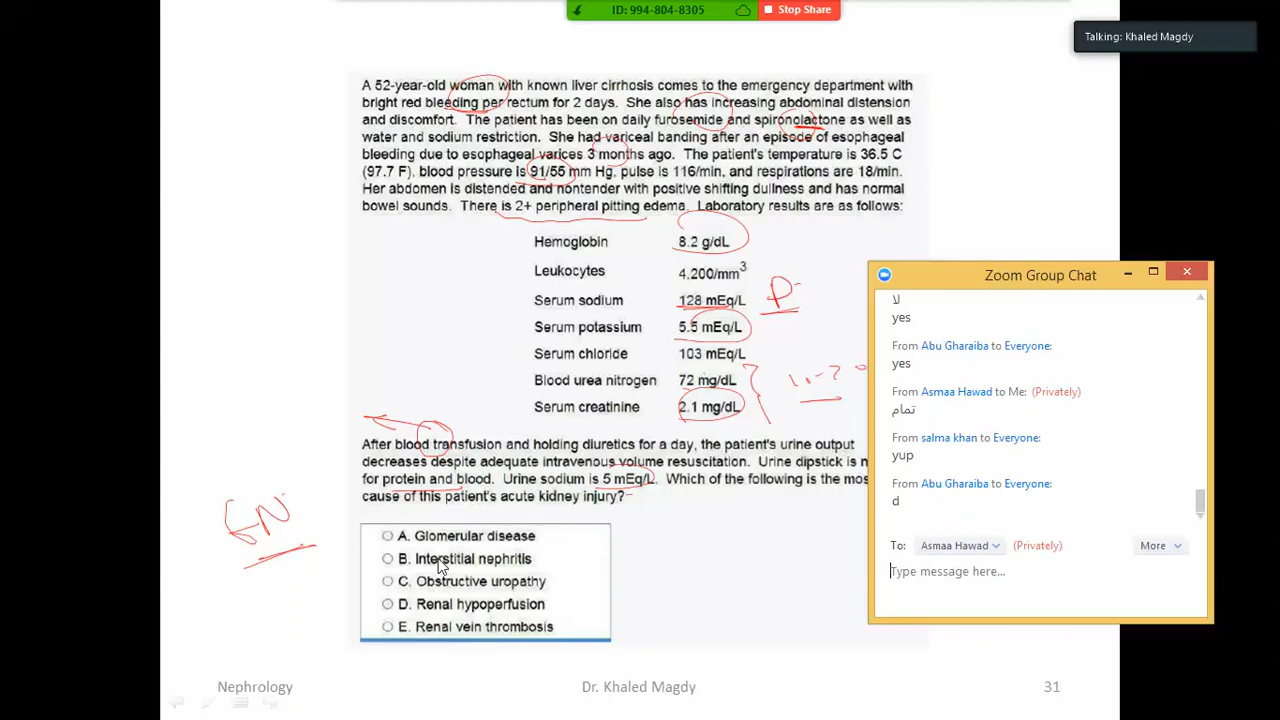 ID: 994-804-8305
Stop Share
Talking: Khaled Magdy
A 52-year-old woman with known liver cirrhosis comes to the emergency department with
bright red bleeding per rectum for 2 days. She also has increasing abdominal distension
and discomfort. The patient has been on daily furosemide and spironolactone as well as
water and sodium restriction. She had variceal banding after an episode of esophageal
bleeding due to esophageal varices 3 months ago. The patient's temperature is 36.5 C
(97.7 F), blood pressure is 91/55 mm Hg, pulse is 116/min, and respirations are 18/min.
Her abdomen is distended and nontender with positive shifting dullness and has normal
bowel sounds. There is 2+ peripheral pitting edema. Laboratory results are as follows:
Hemoglobin 8.2 g/dL
Leukocytes 4,200/mm3
Serum sodium 128 mEq/L
Serum potassium 5.5 mEq/L
Serum chloride 103 mEq/L
Blood urea nitrogen 72 mg/dL
Serum creatinine 2.1 mg/dL
After blood transfusion and holding diuretics for a day, the patient's urine output
decreases despite adequate intravenous volume resuscitation. Urine dipstick is n
for protein and blood. Urine sodium is 5 mEq/L. Which of the following is the mos
cause of this patient's acute kidney injury?
A. Glomerular disease
B. Interstitial nephritis
C. Obstructive uropathy
D. Renal hypoperfusion
E. Renal vein thrombosis
Nephrology
Dr. Khaled Magdy
31
Zoom Group Chat
لا
yes
From Abu Gharaiba to Everyone:
yes
From Asmaa Hawad to Me: (Privately)
تمام
From salma khan to Everyone:
yup
From Abu Gharaiba to Everyone:
d
To: Asmaa Hawad (Privately) More
Type message here...